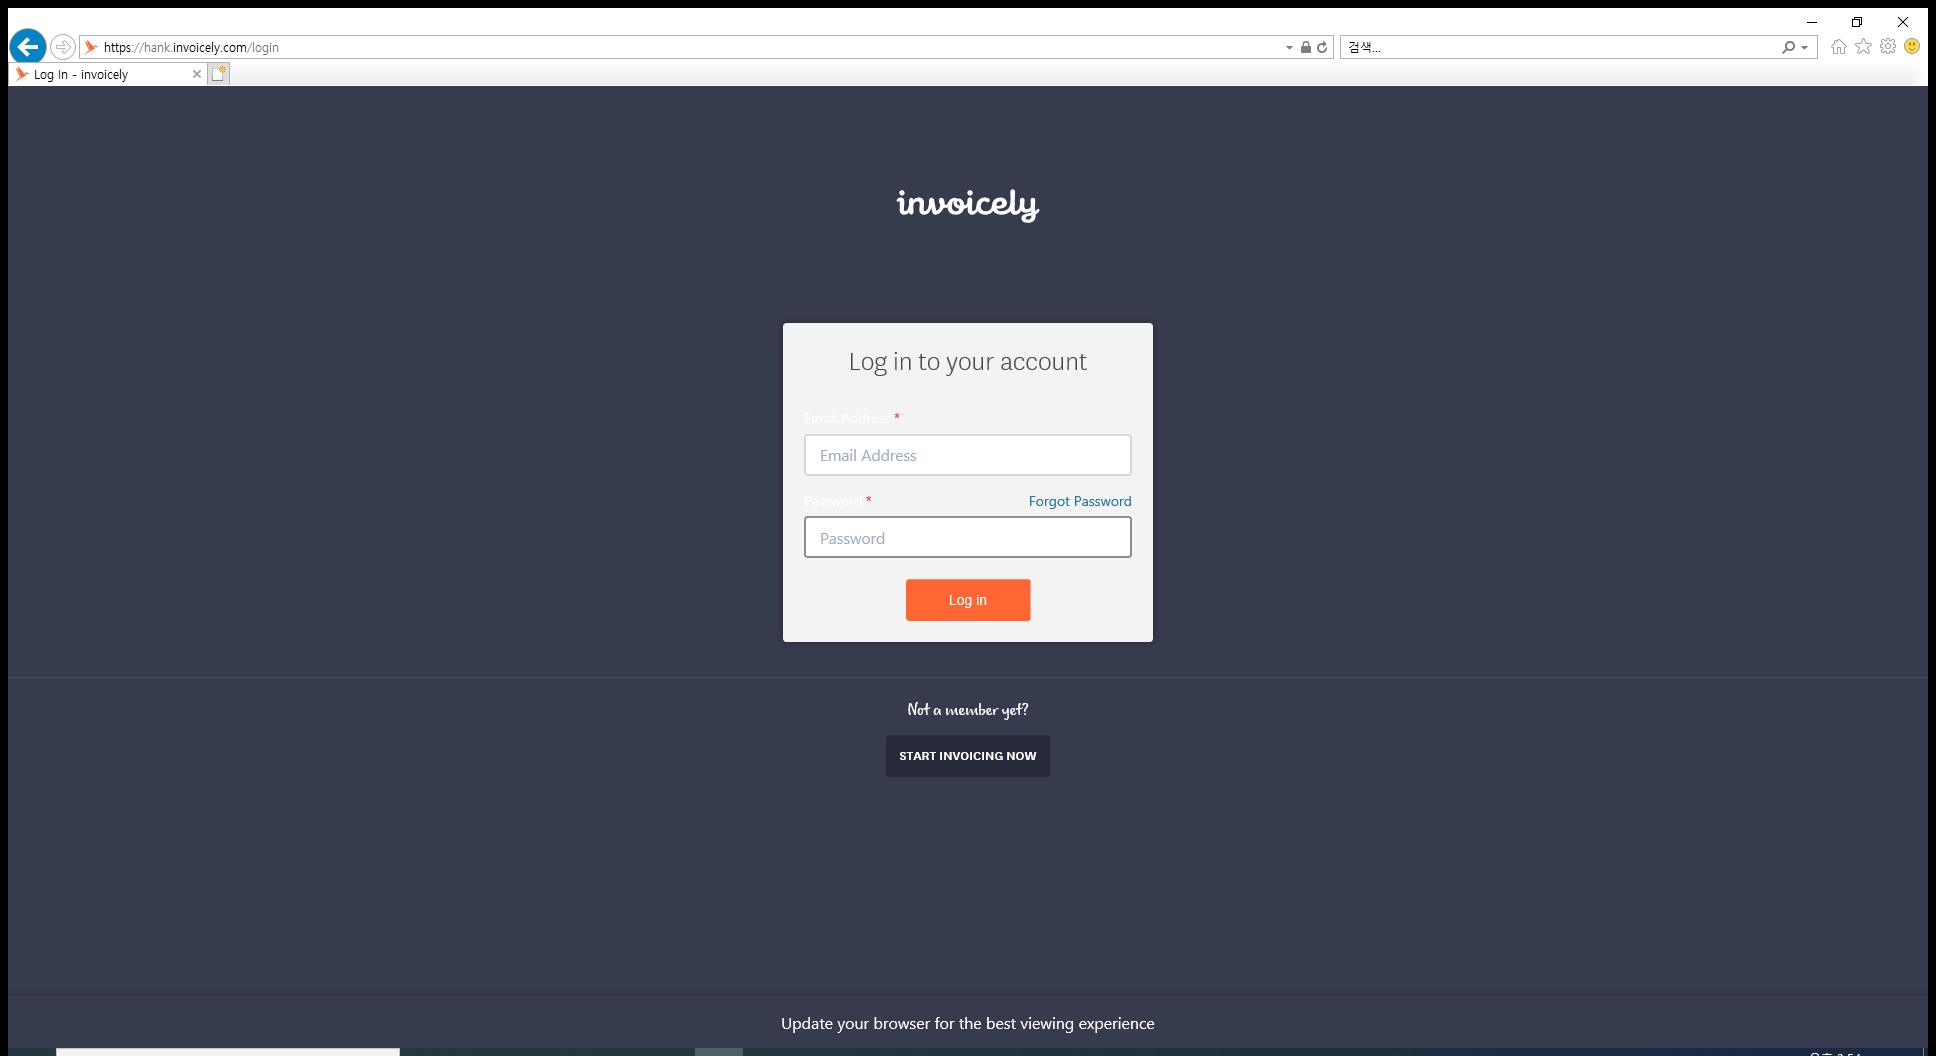 https://hank.invoicely.com/login
검색...
Log In - invoicely
invoicely
Log in to your account
Email Address *
Email Address
Password * Forgot Password
Password
Log in
Not a member yet?
START INVOICING NOW
Update your browser for the best viewing experience